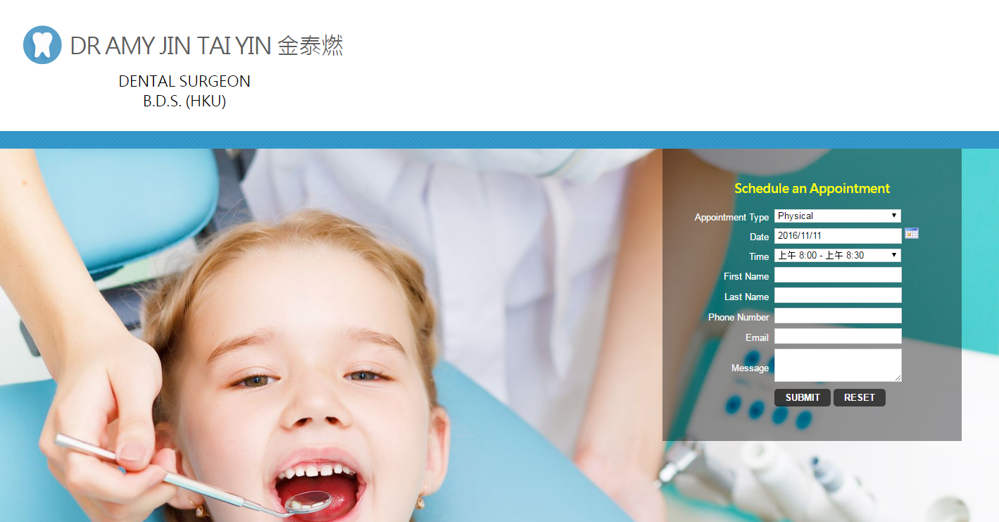 DR AMY JIN TAI YIN 金泰燃
DENTAL SURGEON
B.D.S. (HKU)
Schedule an Appointment
Appointment Type Physical
Date 2016/11/11
Time 上午 8:00 - 上午 8:30
First Name
Last Name
Phone Number
Email
Message
SUBMIT RESET